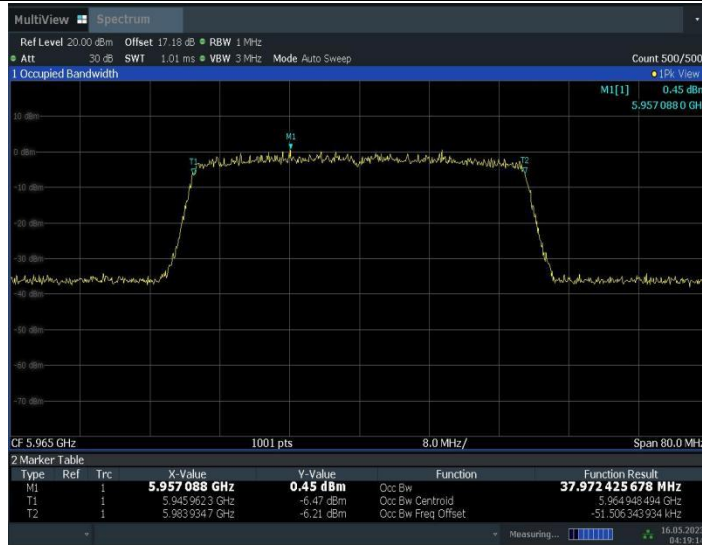 MultiView Spectrum
Ref Level 20.00 dBm Offset 17.18 dB RBW 1 MHz
Att 30 dB SWT 1.01 ms VBW 3 MHz Mode Auto Sweep Count 500/500
1 Occupied Bandwidth 1Pk View
M1[1] 0.45 dBm
5.957 088 0 GH
10 dBm
M1
0 dBm
T1 T2
-10 dBm
-20 dBm
-30 dBm
-40 dBm
-50 dBm
-60 dBm
-70 dBm
CF 5.965 GHz 1001 pts 8.0 MHz/ Span 80.0 MHz
2 Marker Table
Type Ref Trc X-Value Y-Value Function Function Result
M1 1 5.957 088 GHz 0.45 dBm Occ Bw 37.972 425 678 MHz
T1 1 5.945 962 3 GHz -6.47 dBm Occ Bw Centroid 5.964 948 494 GHz
T2 1 5.983 934 7 GHz -6.21 dBm Occ Bw Freq Offset -51.506 343 934 kHz
Measuring... 16.05.202
04:19:1